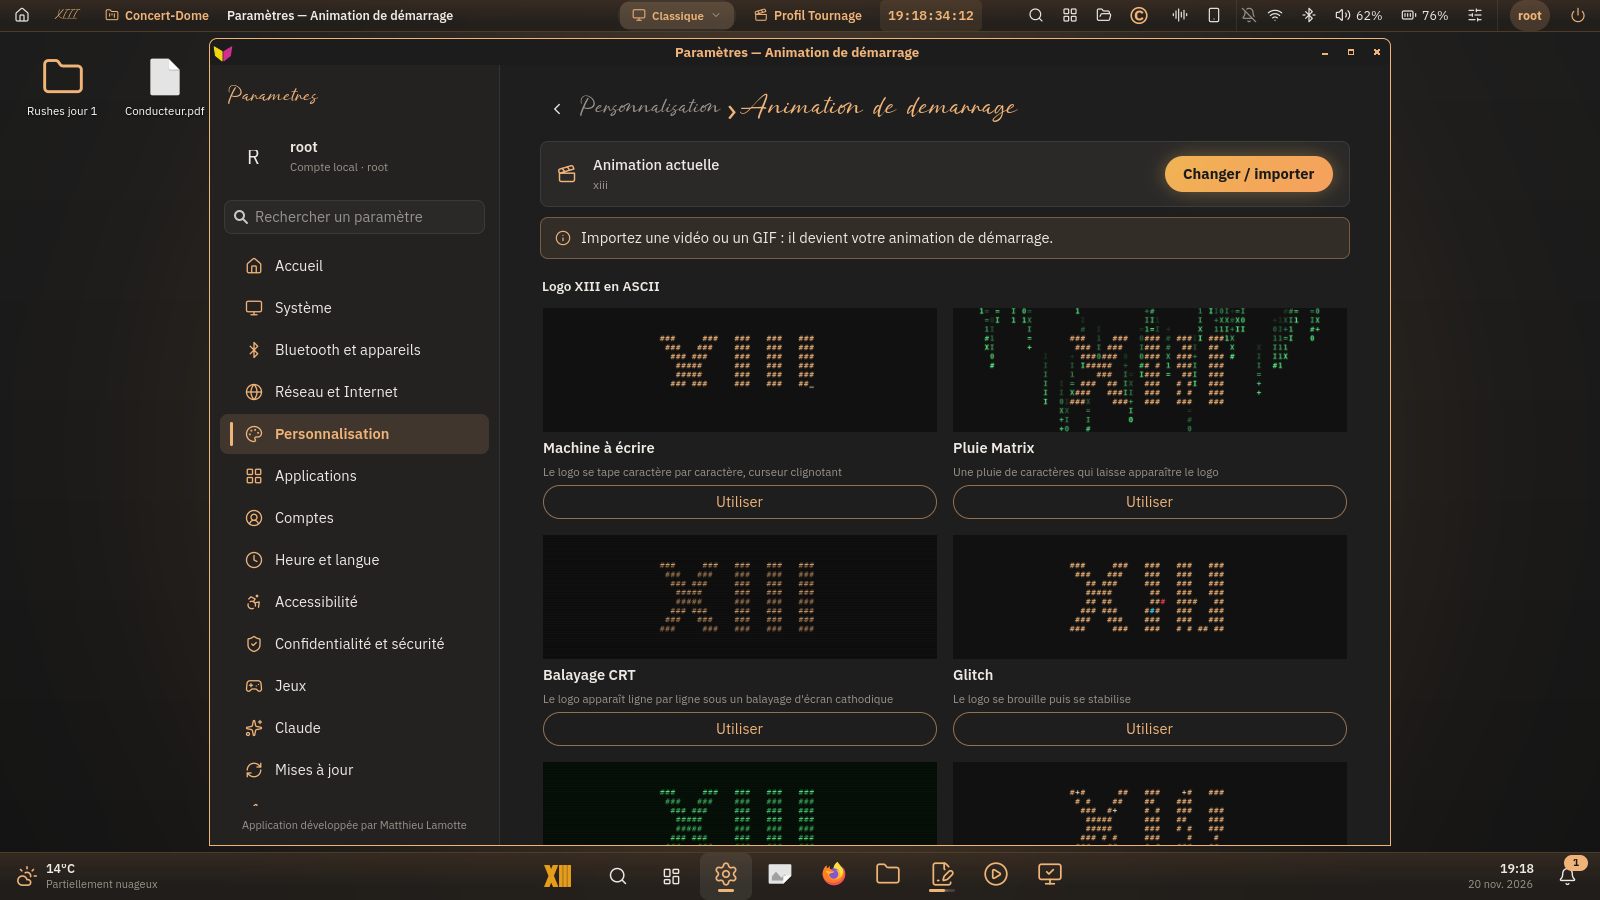 XIII
Concert-Dome
Paramètres — Animation de démarrage
Classique
Profil Tournage
19:18:34:12
62%
76%
root
Paramètres — Animation de démarrage
Rushes jour 1
Conducteur.pdf
Parametres
root
Compte local · root
R
Rechercher un paramètre
Accueil
Système
Bluetooth et appareils
Réseau et Internet
Personnalisation
Applications
Comptes
Heure et langue
Accessibilité
Confidentialité et sécurité
Jeux
Claude
Mises à jour
Application développée par Matthieu Lamotte
Personnalisation › Animation de demarrage
Animation actuelle
xiii
Changer / importer
Importez une vidéo ou un GIF : il devient votre animation de démarrage.
Logo XIII en ASCII
Machine à écrire
Le logo se tape caractère par caractère, curseur clignotant
Utiliser
Pluie Matrix
Une pluie de caractères qui laisse apparaître le logo
Utiliser
Balayage CRT
Le logo apparaît ligne par ligne sous un balayage d'écran cathodique
Utiliser
Glitch
Le logo se brouille puis se stabilise
Utiliser
14°C
Partiellement nuageux
XIII
19:18
20 nov. 2026
1